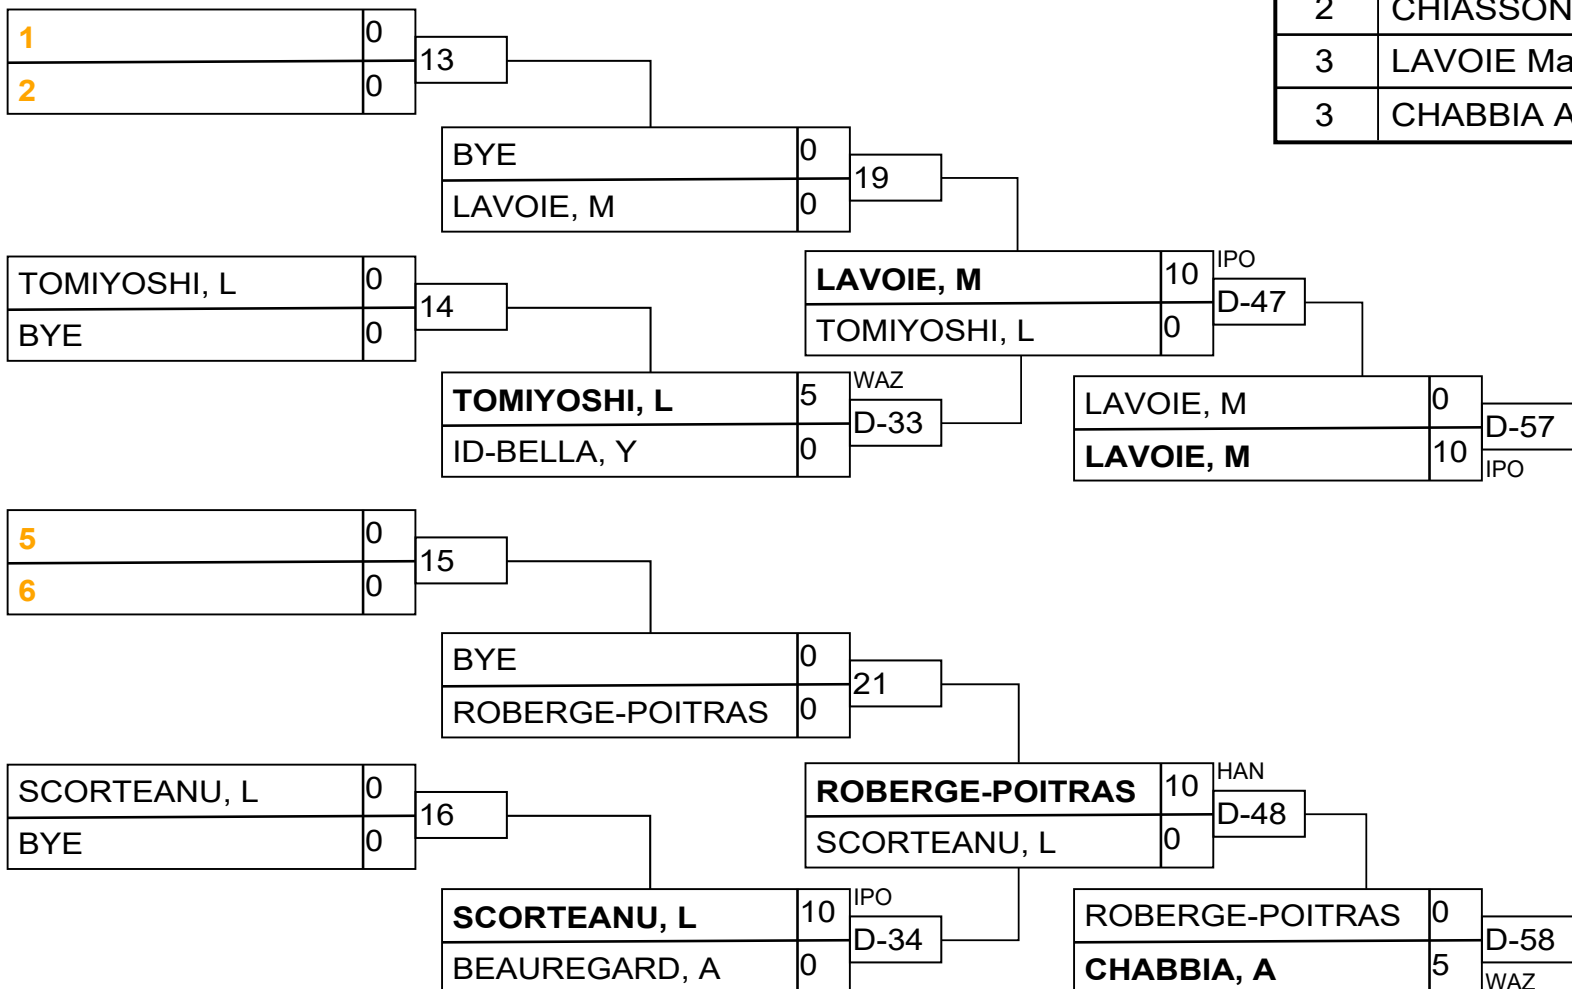 2 CHIASSON
3 LAVOIE Ma
3 CHABBIA A
1 0
13
2 0
BYE 0
19
LAVOIE, M 0
TOMIYOSHI, L 0
14
BYE 0
LAVOIE, M 10 IPO
D-47
TOMIYOSHI, L 0
TOMIYOSHI, L 5 WAZ
D-33
ID-BELLA, Y 0
LAVOIE, M 0
D-57
LAVOIE, M 10 IPO
5 0
15
6 0
BYE 0
21
ROBERGE-POITRAS 0
SCORTEANU, L 0
16
BYE 0
ROBERGE-POITRAS 10 HAN
D-48
SCORTEANU, L 0
SCORTEANU, L 10 IPO
D-34
BEAUREGARD, A 0
ROBERGE-POITRAS 0
D-58
CHABBIA, A 5 WAZ